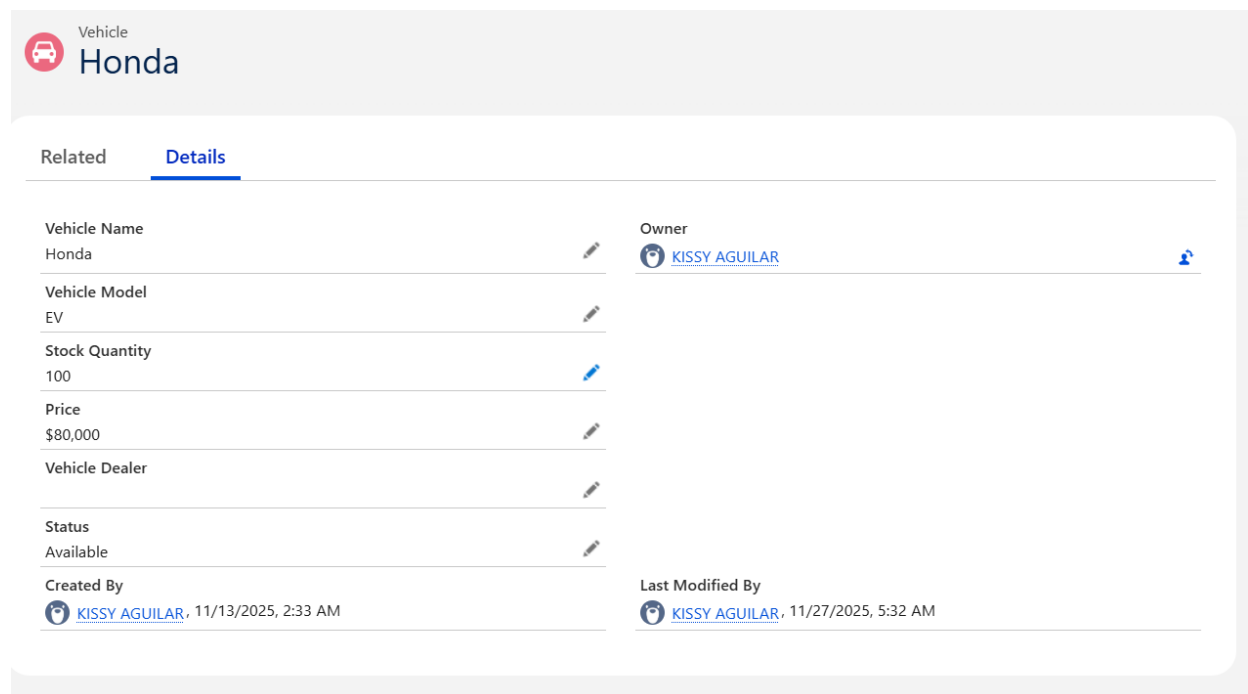 Vehicle
Honda
Related Details
Vehicle Name
Honda
Owner
KISSY AGUILAR
Vehicle Model
EV
Stock Quantity
100
Price
$80,000
Vehicle Dealer
Status
Available
Created By
KISSY AGUILAR, 11/13/2025, 2:33 AM
Last Modified By
KISSY AGUILAR, 11/27/2025, 5:32 AM